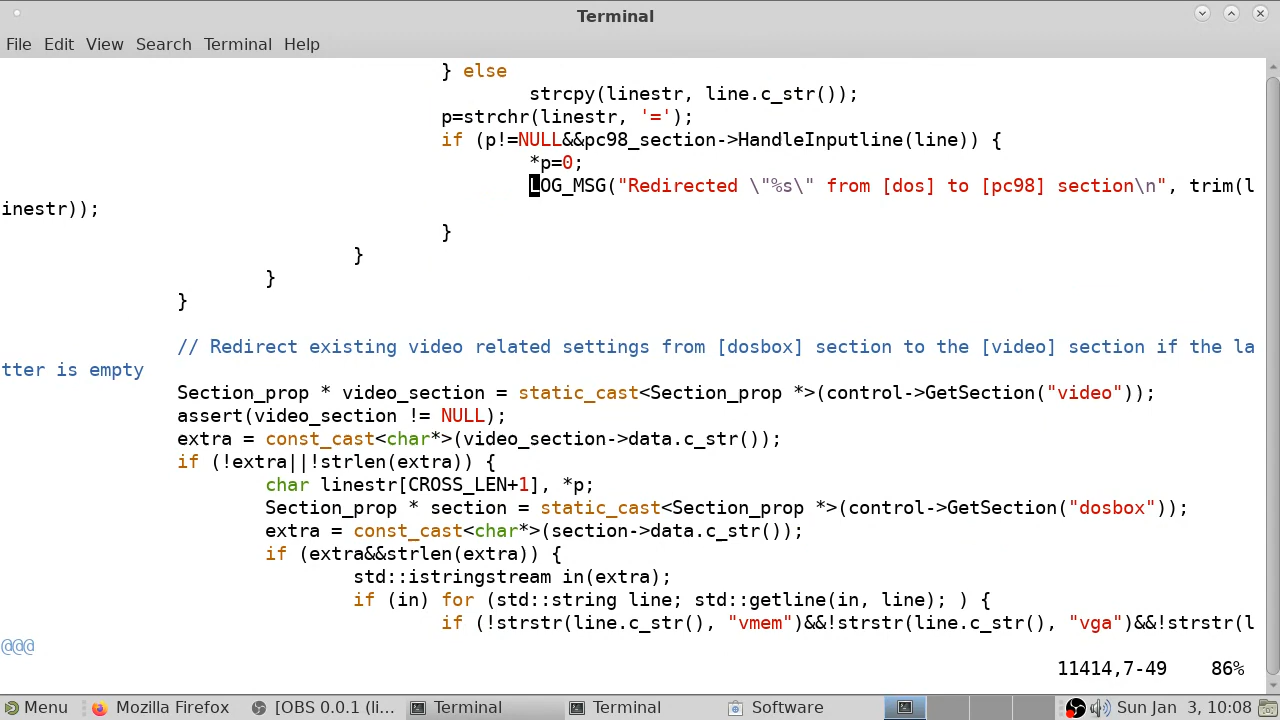 Terminal
File Edit View Search Terminal Help
} else
strcpy(linestr, line.c_str());
p=strchr(linestr, '=');
if (p!=NULL&&pc98_section->HandleInputline(line)) {
*p=0;
LOG_MSG("Redirected \"%s\" from [dos] to [pc98] section\n", trim(l
inestr));
}
}
}
}
// Redirect existing video related settings from [dosbox] section to the [video] section if the la
tter is empty
Section_prop * video_section = static_cast<Section_prop *>(control->GetSection("video"));
assert(video_section != NULL);
extra = const_cast<char*>(video_section->data.c_str());
if (!extra||!strlen(extra)) {
char linestr[CROSS_LEN+1], *p;
Section_prop * section = static_cast<Section_prop *>(control->GetSection("dosbox"));
extra = const_cast<char*>(section->data.c_str());
if (extra&&strlen(extra)) {
std::istringstream in(extra);
if (in) for (std::string line; std::getline(in, line); ) {
if (!strstr(line.c_str(), "vmem")&&!strstr(line.c_str(), "vga")&&!strstr(l
@@@
11414,7-49 86%
Menu Mozilla Firefox [OBS 0.0.1 (li... Terminal Terminal Software Sun Jan 3, 10:08